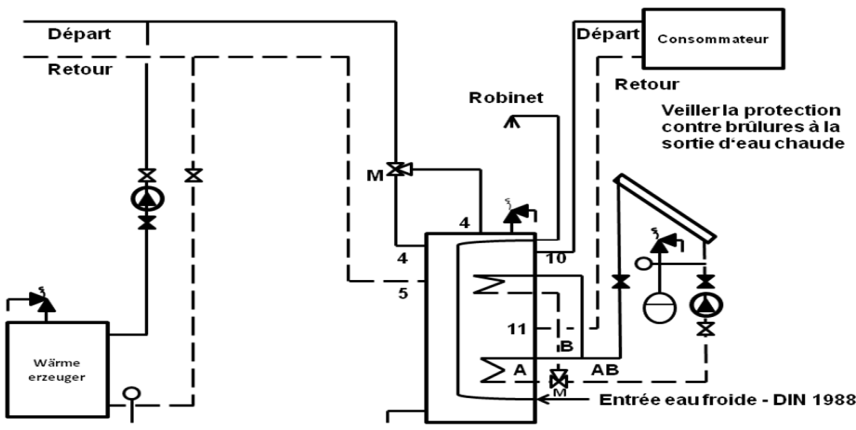 Départ
Retour
Départ
Consommateur
Retour
Robinet
Veiller la protection
contre brûlures à la
sortie d'eau chaude
M
S
S
4
4
10
5
S
11
B
Wärme
erzeuger
A
AB
M
Entrée eau froide - DIN 1988